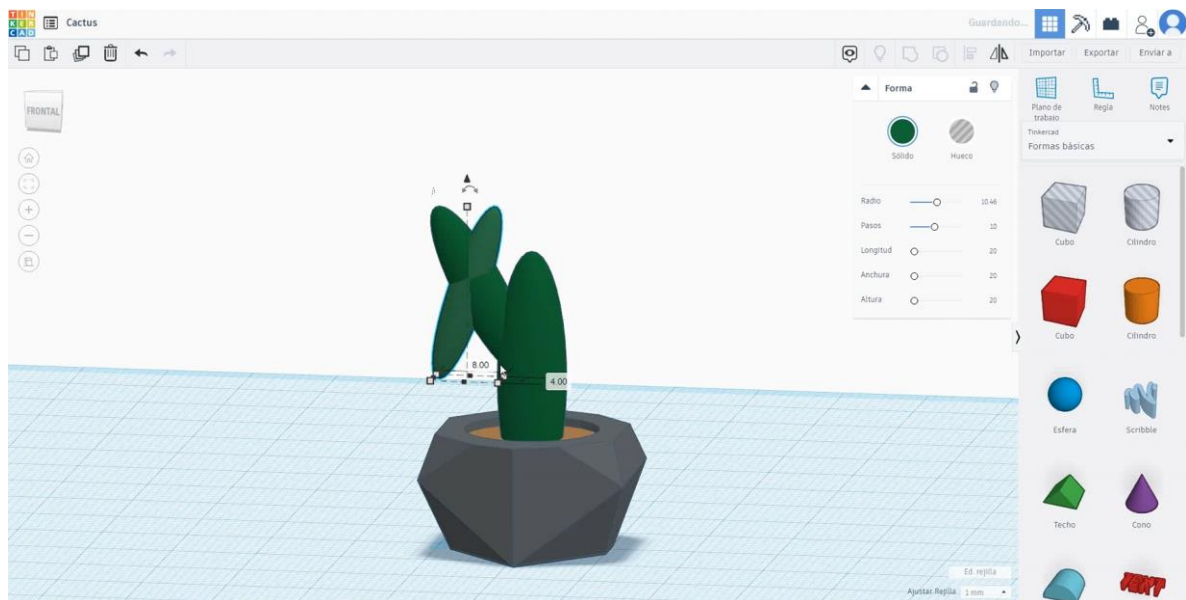 TIN
KER
CAD
Cactus
Guardando...
Importar
Exportar
Enviar a
FRONTAL
Forma
Sólido
Hueco
Radio
10.46
Pasos
10
Longitud
20
Anchura
20
Altura
20
8.00
4.00
Plano de
trabajo
Regla
Notes
Tinkercad
Formas básicas
Cubo
Cilindro
Cubo
Cilindro
Esfera
Scribble
Techo
Cono
TEXT
Ed. rejilla
Ajustar Rejilla
1 mm